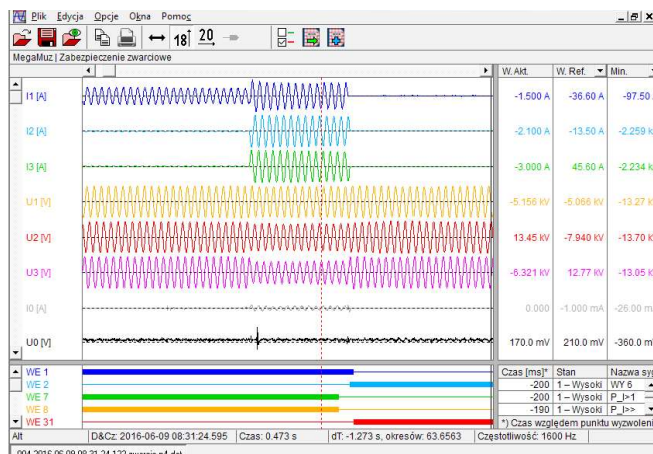 Plik Edycja Opcje Okna Pomoc
18 20
MegaMuz | Zabezpieczenie zwarciowe
W. Akt. W. Ref. Min.
I1 [A] -1.500 A -36.60 A -97.50
I2 [A] -2.100 A -13.50 A -2.259 k
I3 [A] -3.000 A 45.60 A -2.234 k
U1 [V] -5.156 kV -5.066 kV -13.27 k
U2 [V] 13.45 kV -7.940 kV -13.70 k
U3 [V] -6.321 kV 12.77 kV -13.05 k
I0 [A] 0.000 -1.000 mA -26.00 m
U0 [V] 170.0 mV 210.0 mV -360.0 m
WE 1 Czas [ms]* Stan Nazwa syg
WE 2 -200 1 – Wysoki WY 6
WE 7 -200 1 – Wysoki P_I>1
WE 8 -190 1 – Wysoki P_I>>
WE 31 *) Czas względem punktu wyzwoleni
Alt D&Cz: 2016-06-09 08:31:24.595 Czas: 0.473 s dT: -1.273 s, okresów: 63.6563 Częstotliwość: 1600 Hz